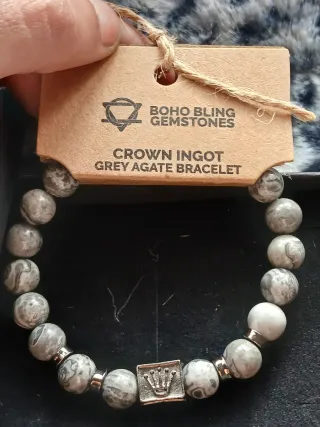 BOHO BLING
GEMSTONES
CROWN INGOT
GREY AGATE BRACELET